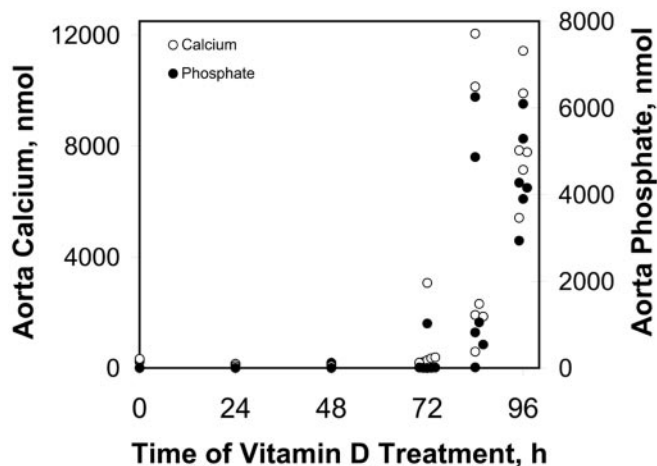 12000
8000
4000
0
Aorta Calcium, nmol
Calcium
Phosphate
8000
6000
4000
2000
0
Aorta Phosphate, nmol
0 24 48 72 96
Time of Vitamin D Treatment, h